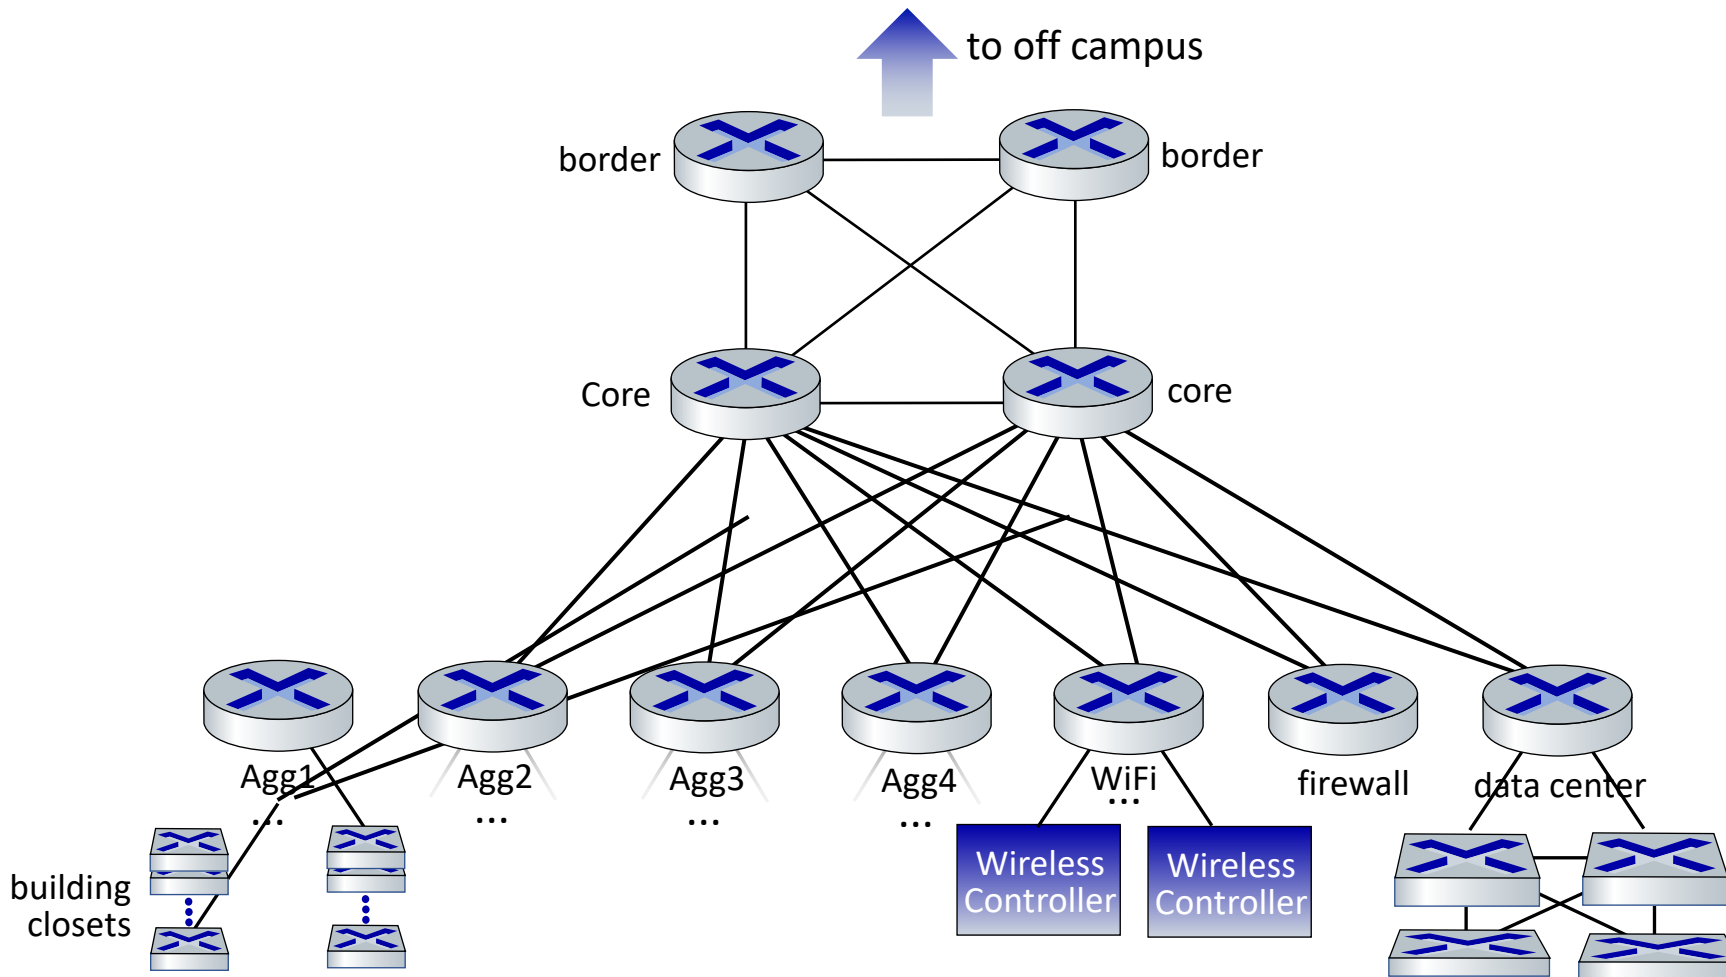 to off campus
border
border
Core
core
Agg1
Agg2
Agg3
Agg4
WiFi
firewall
data center
...
...
...
...
...
building
closets
Wireless
Controller
Wireless
Controller